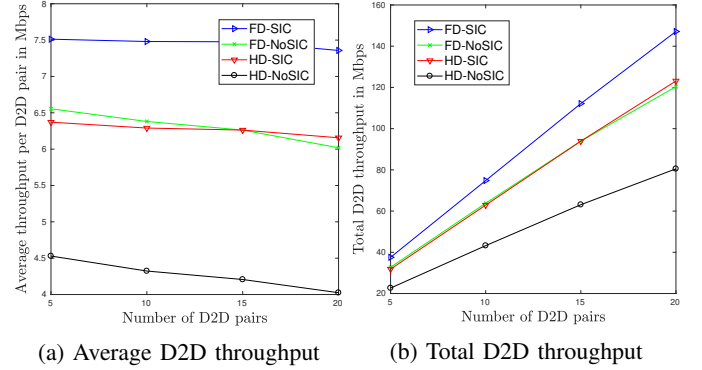 8
7.5
7
6.5
6
5.5
5
4.5
4
5
10
15
20
Average throughput per D2D pair in Mbps
Number of D2D pairs
FD-SIC
FD-NoSIC
HD-SIC
HD-NoSIC
(a) Average D2D throughput
160
140
120
100
80
60
40
20
5
10
15
20
Total D2D throughput in Mbps
Number of D2D pairs
FD-SIC
FD-NoSIC
HD-SIC
HD-NoSIC
(b) Total D2D throughput